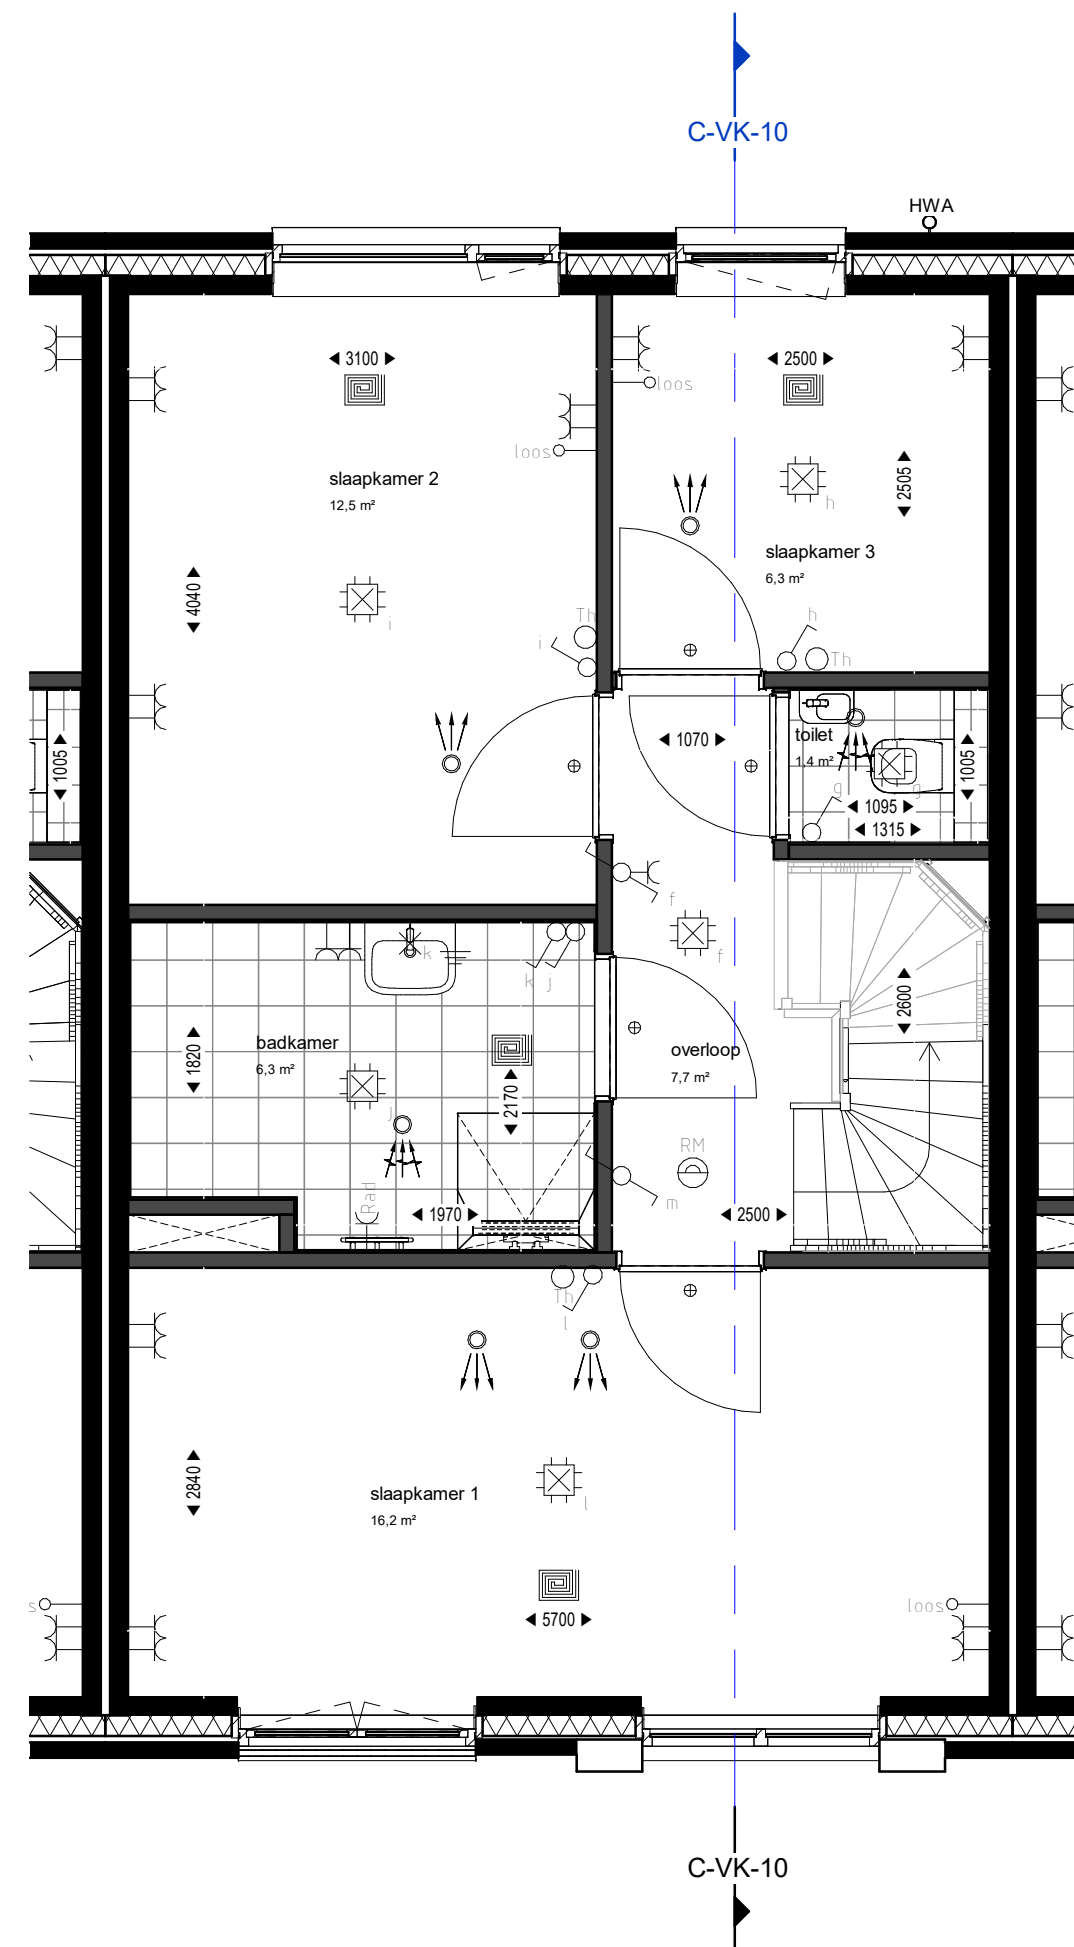 C-VK-10
HWA
3100
2500
loos
loos
slaapkamer 2
12,5 m²
2505
h
slaapkamer 3
6,3 m²
4040
i
Th
i
h
Th
1005
1070
toilet
1,4 m²
1005
g
g
1095
1315
f
f
k
k j
2600
badkamer
6,3 m²
1820
overloop
7,7 m²
2170
j
RM
Rad
m
1970
2500
Th
l
2840
slaapkamer 1
16,2 m²
l
5700
s
loos
C-VK-10